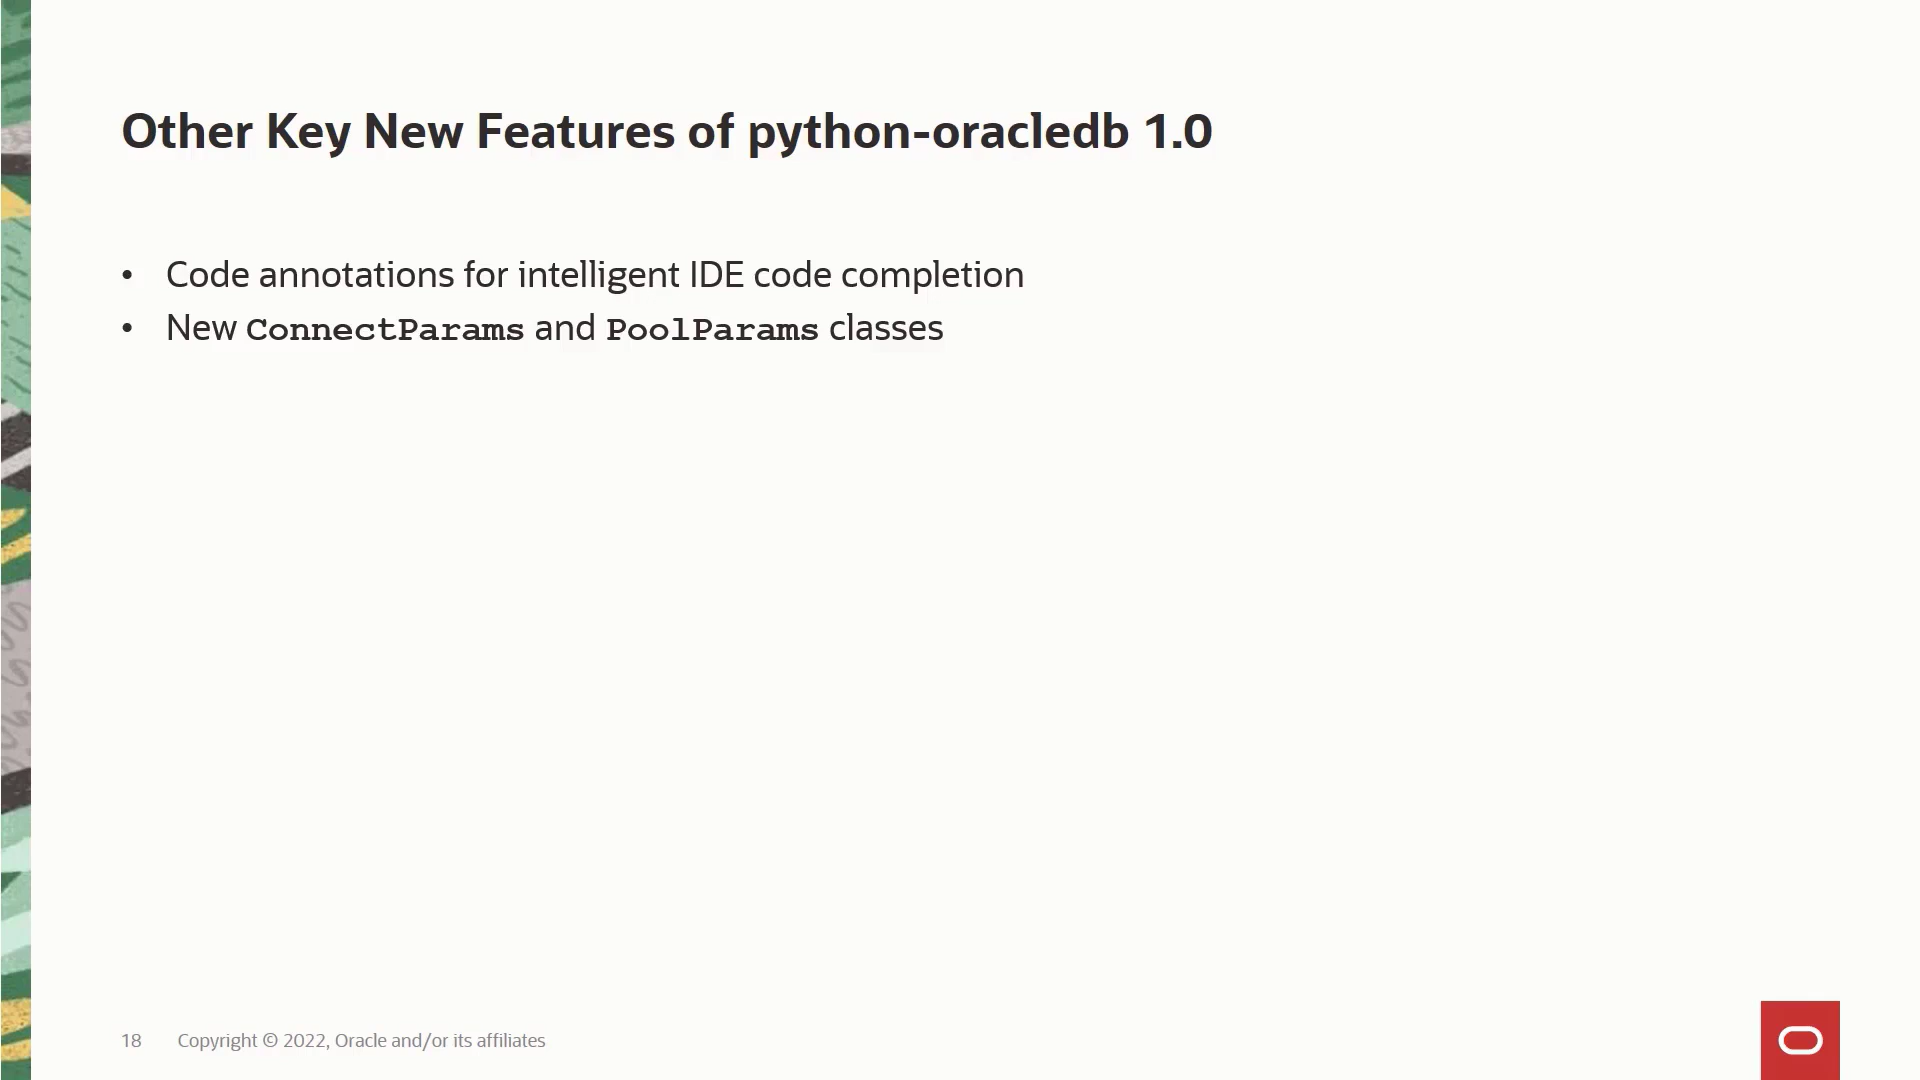 Other Key New Features of python-oracledb 1.0
• Code annotations for intelligent IDE code completion
• New ConnectParams and PoolParams classes
18 Copyright © 2022, Oracle and/or its affiliates